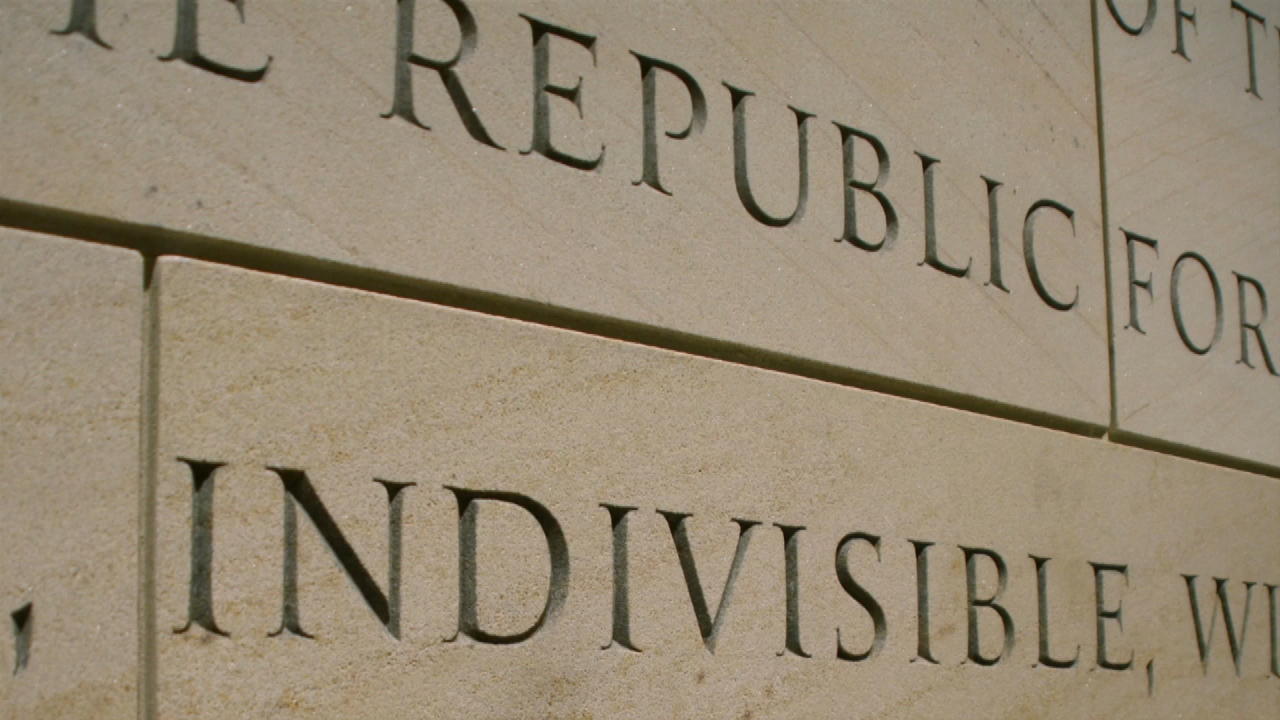 OF
REPUBLIC FOR
, INDIVISIBLE,